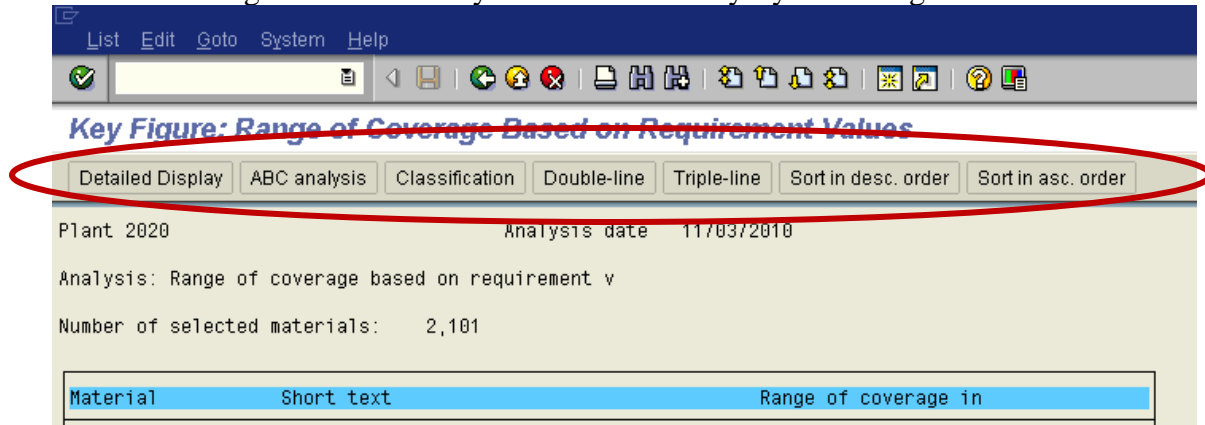 List Edit Goto System Help
Key Figure: Range of Coverage Based on Requirement Values
Detailed Display ABC analysis Classification Double-line Triple-line Sort in desc. order Sort in asc. order
Plant 2020 Analysis date 11/03/2010
Analysis: Range of coverage based on requirement v
Number of selected materials: 2,101
Material Short text Range of coverage in